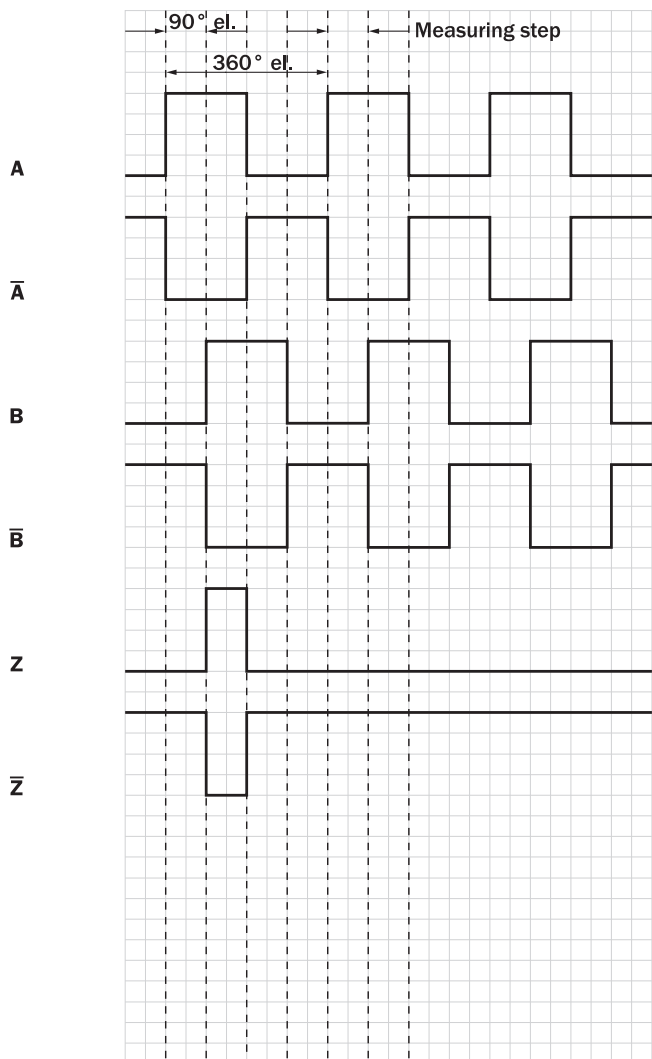 90° el.
Measuring step
360° el.
A
A̅
B
B̅
Z
Z̅